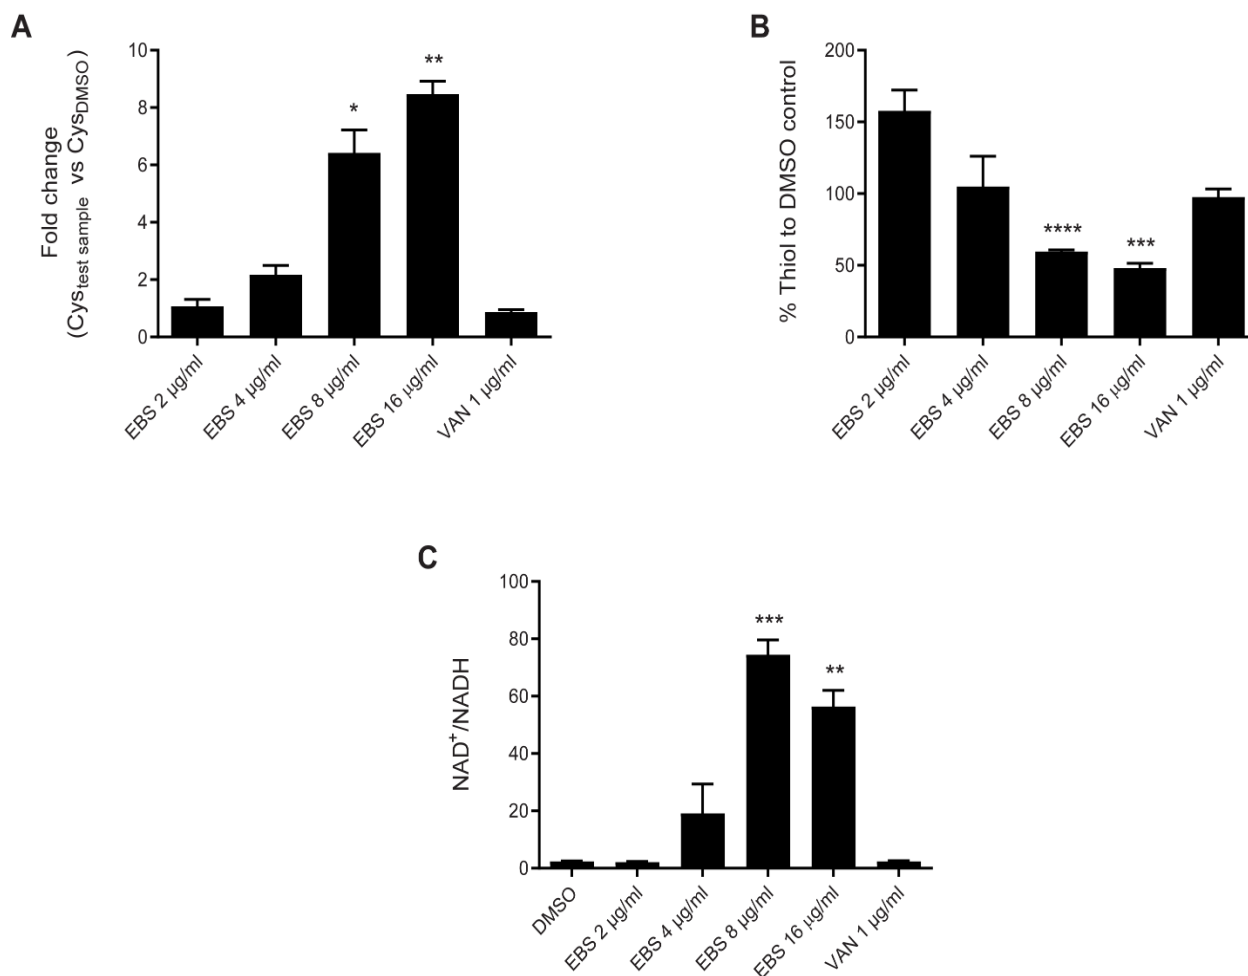 A
Fold change
(Cystest sample vs CysDMSO)
10
8
6
4
2
0
*
**
EBS 2 µg/ml
EBS 4 µg/ml
EBS 8 µg/ml
EBS 16 µg/ml
VAN 1 µg/ml
B
% Thiol to DMSO control
200
150
100
50
0
****
***
EBS 2 µg/ml
EBS 4 µg/ml
EBS 8 µg/ml
EBS 16 µg/ml
VAN 1 µg/ml
C
NAD+/NADH
100
80
60
40
20
0
***
**
DMSO
EBS 2 µg/ml
EBS 4 µg/ml
EBS 8 µg/ml
EBS 16 µg/ml
VAN 1 µg/ml